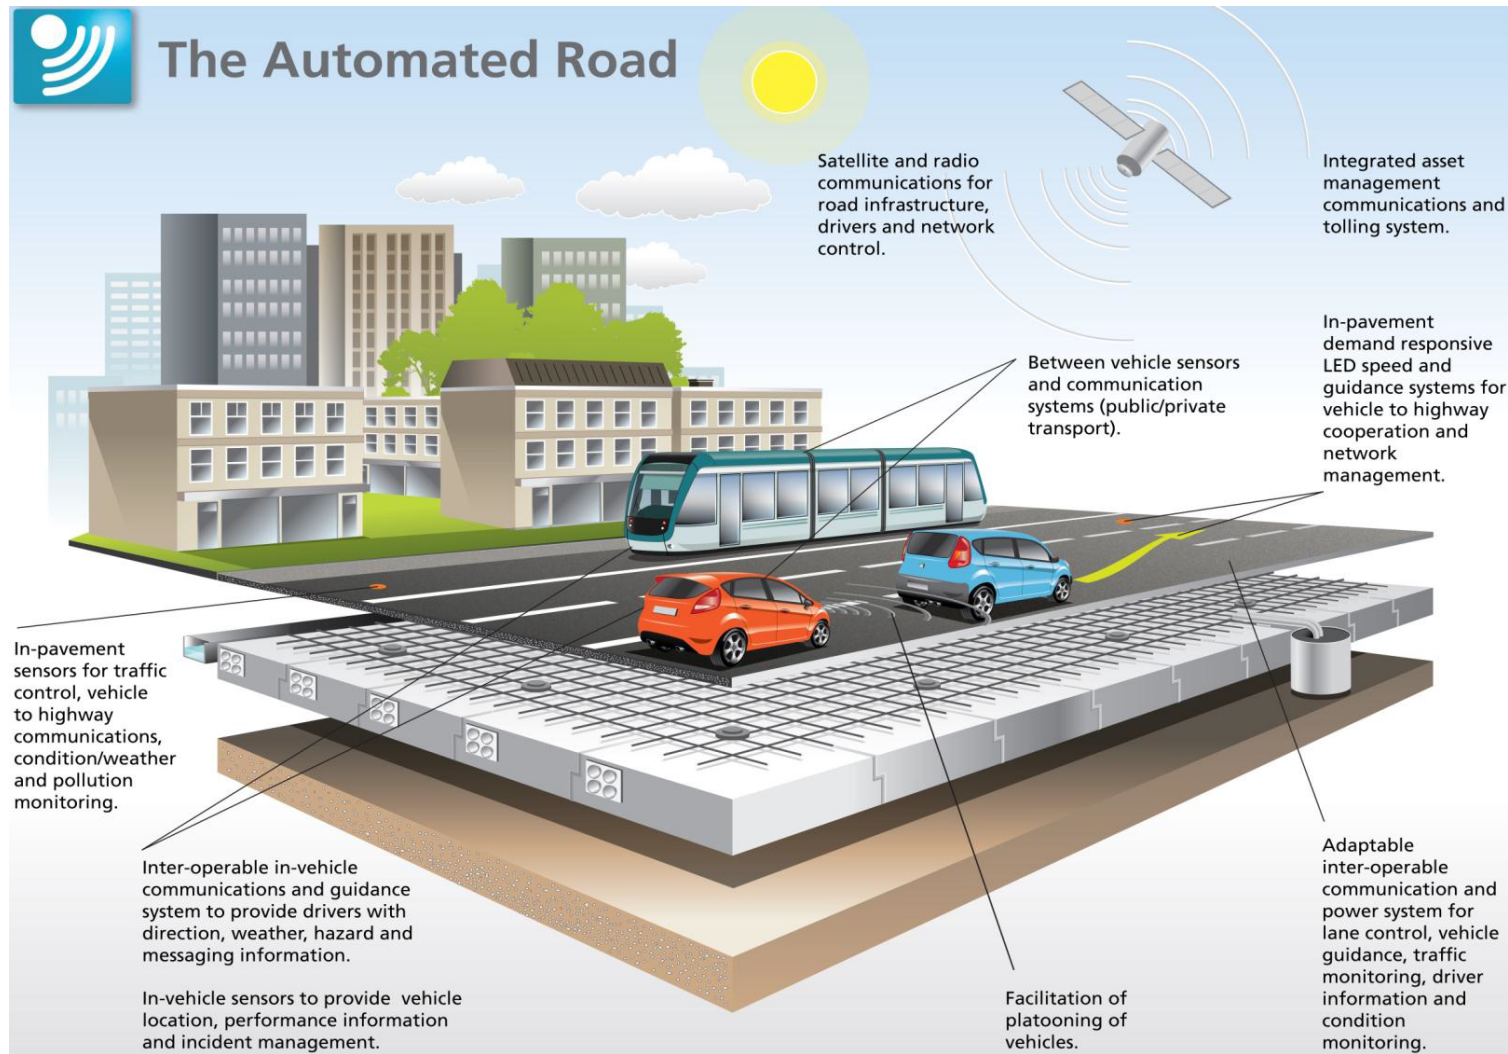 The Automated Road
Satellite and radio
communications for
road infrastructure,
drivers and network
control.
Integrated asset
management
communications and
tolling system.
In-pavement
demand responsive
LED speed and
guidance systems for
vehicle to highway
cooperation and
network
management.
Between vehicle sensors
and communication
systems (public/private
transport).
In-pavement
sensors for traffic
control, vehicle
to highway
communications,
condition/weather
and pollution
monitoring.
Inter-operable in-vehicle
communications and guidance
system to provide drivers with
direction, weather, hazard and
messaging information.
In-vehicle sensors to provide vehicle
location, performance information
and incident management.
Facilitation of
platooning of
vehicles.
Adaptable
inter-operable
communication and
power system for
lane control, vehicle
guidance, traffic
monitoring, driver
information and
condition
monitoring.